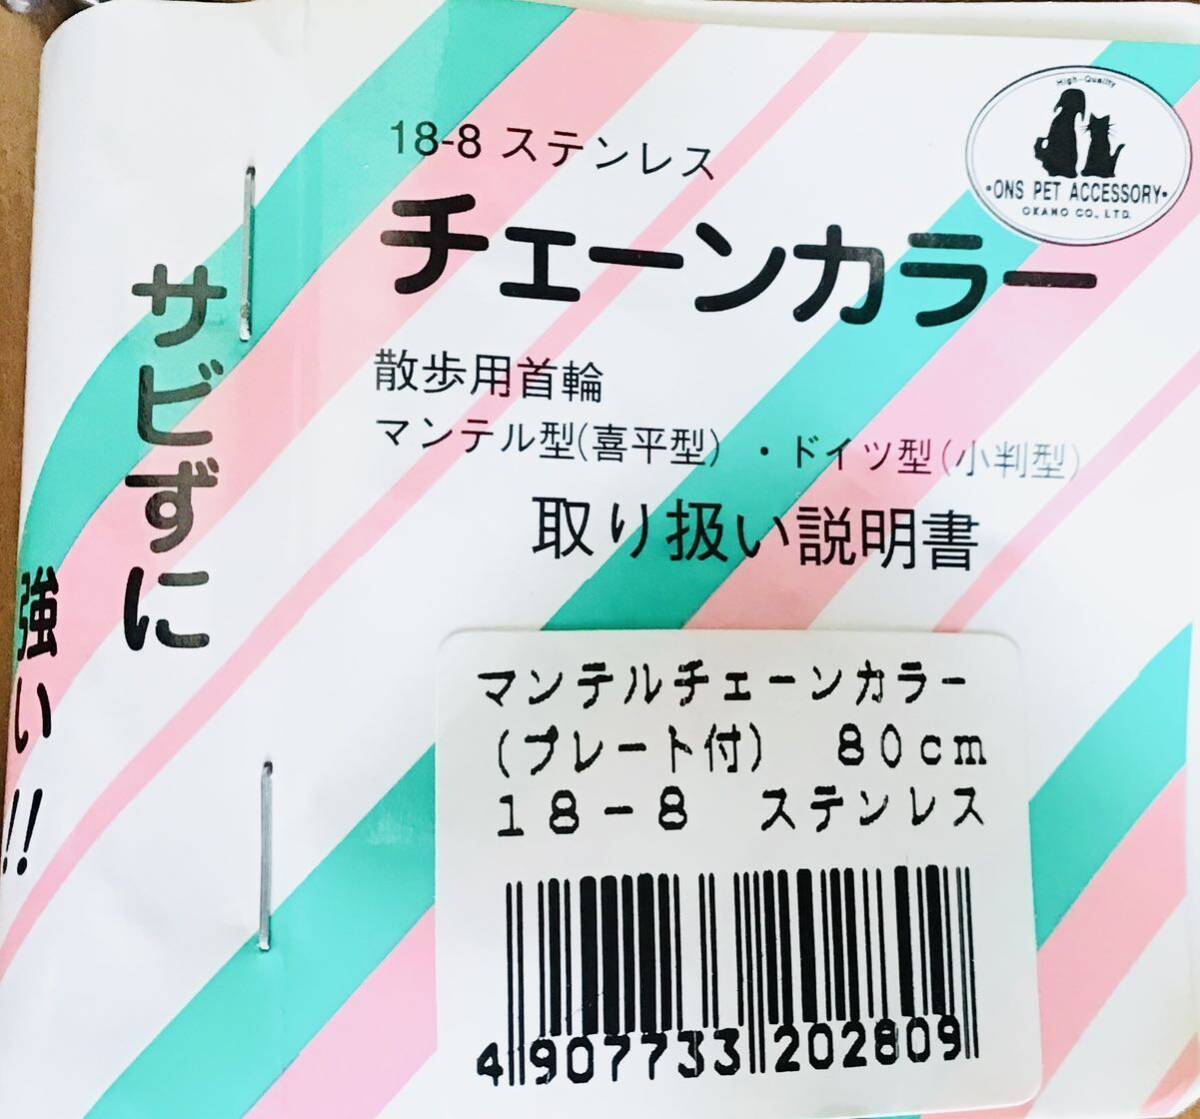 High-Quality
・ONS PET ACCESSORY・
OKANO CO., LTD.
18-8 ステンレス
チェーンカラー
散歩用首輪
マンテル型(喜平型)・ドイツ型(小判型)
取り扱い説明書
サビずに
強い!!
マンテルチェーンカラー
(プレート付) 80cm
18-8 ステンレス
4907733202809